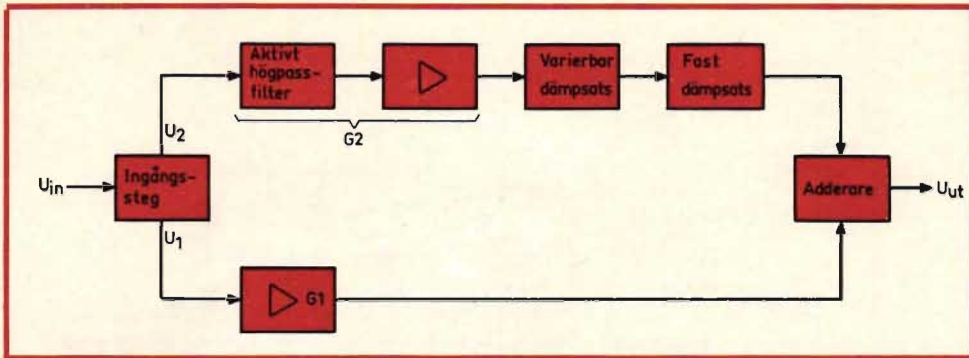 Aktivt
högpass-
filter
Varierbar
dämpsats
Fast
dämpsats
U2
G2
Uin
Ingångs-
steg
Adderare
Uut
U1
G1